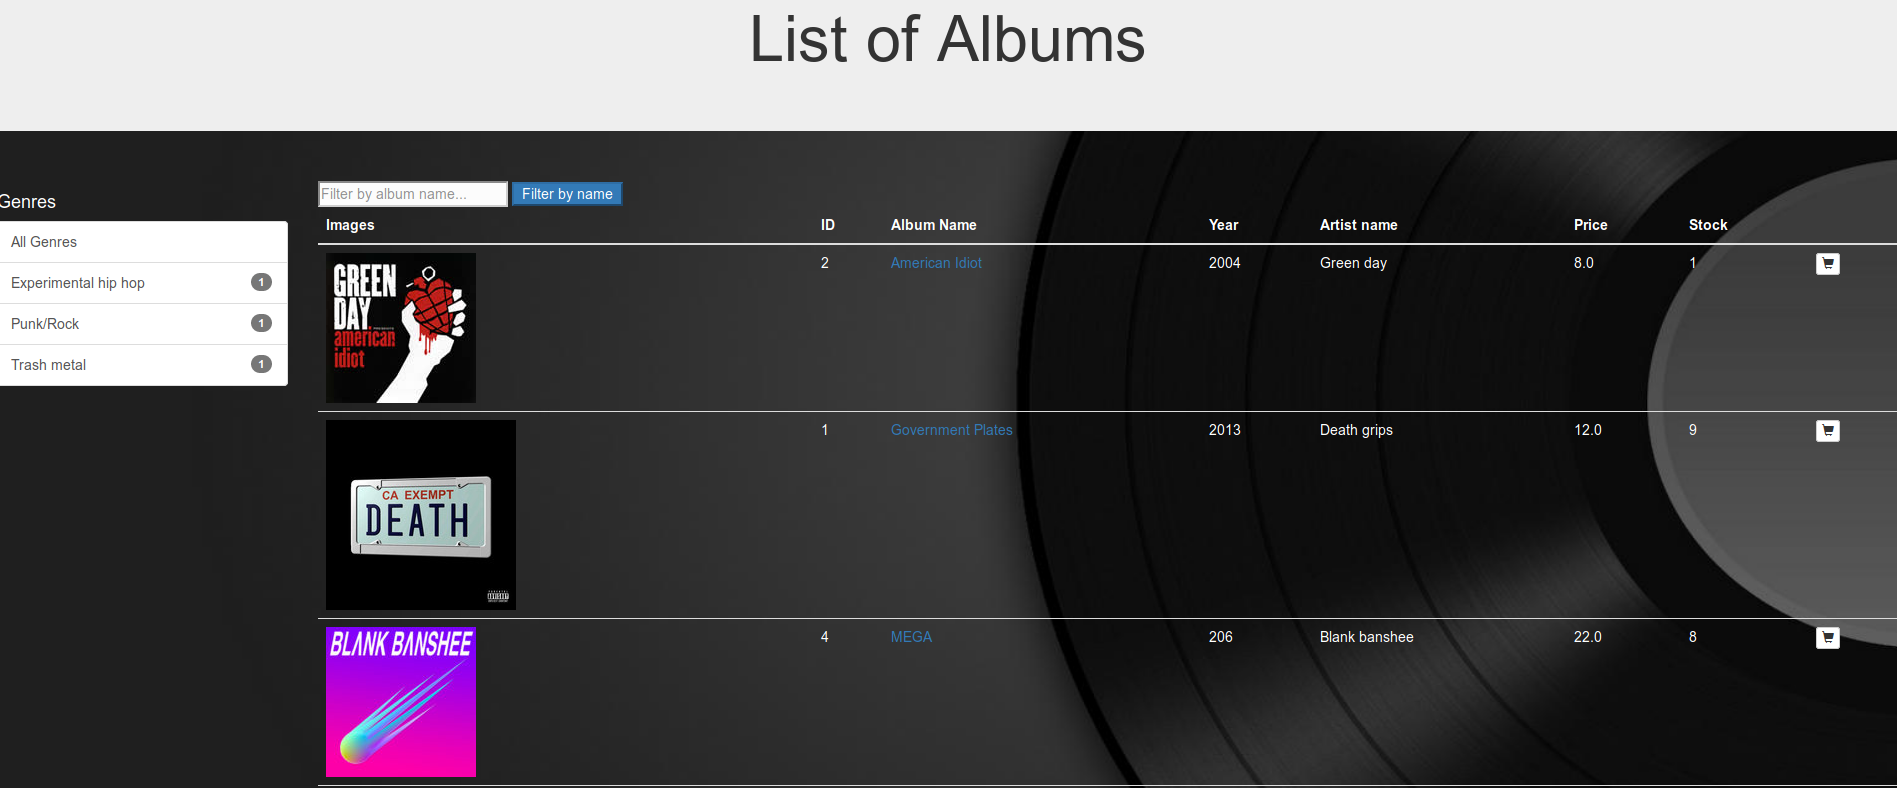 List of Albums
Genres
All Genres
Experimental hip hop 1
Punk/Rock 1
Trash metal 1
Filter by album name... Filter by name
Images ID Album Name Year Artist name Price Stock
GREEN
DAY
PRESENTS
american
idiot
2 American Idiot 2004 Green day 8.0 1
CA EXEMPT
DEATH
1 Government Plates 2013 Death grips 12.0 9
BLANK BANSHEE
4 MEGA 206 Blank banshee 22.0 8